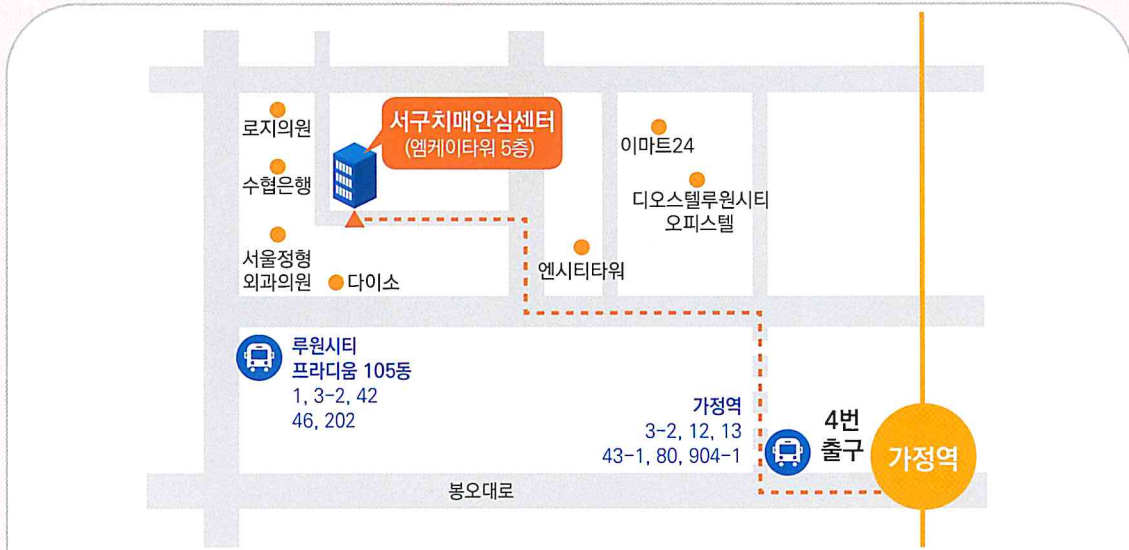 로지의원
서구치매안심센터
(엠케이타워 5층)
이마트24
수협은행
디오스텔루원시티
오피스텔
서울정형
외과의원
다이소
엔시티타워
루원시티
프라디움 105동
1, 3-2, 42
46, 202
가정역
3-2, 12, 13
43-1, 80, 904-1
4번
출구
가정역
봉오대로